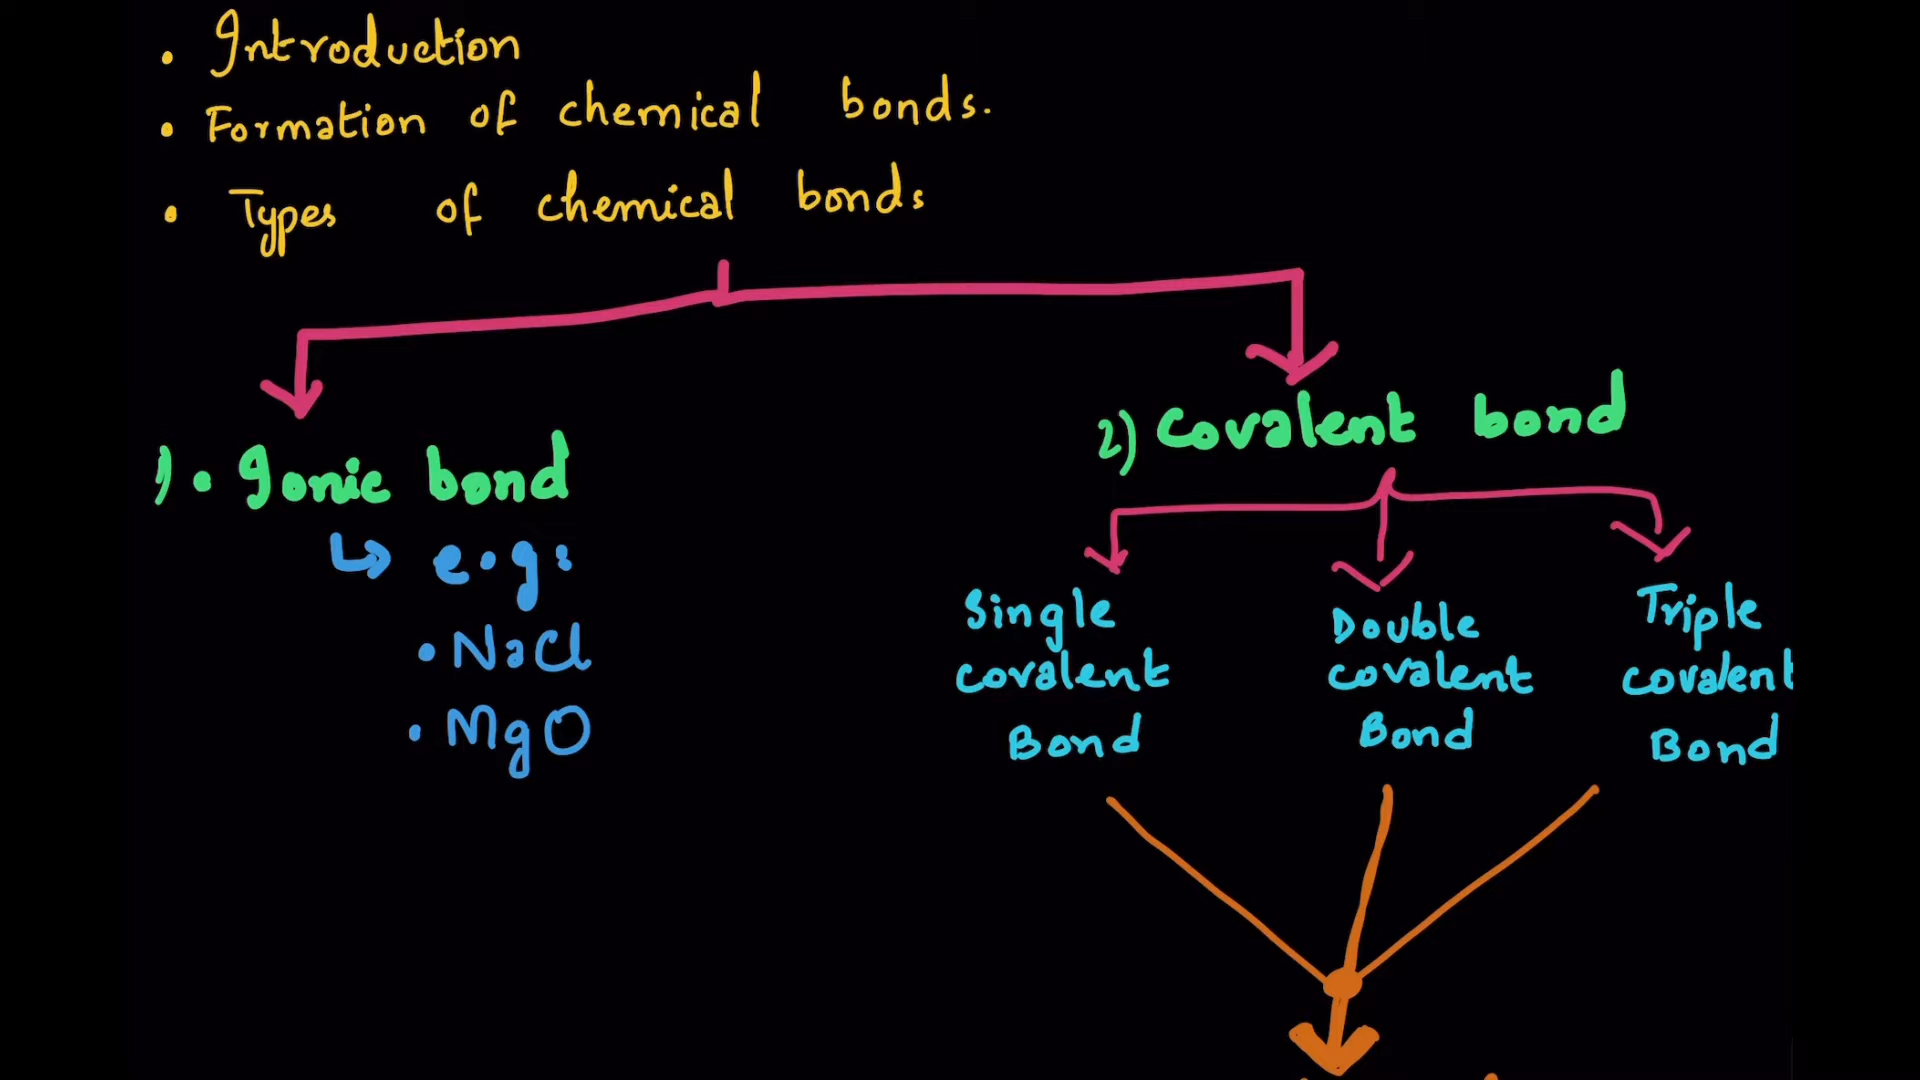 • Introduction
• Formation of chemical bonds.
• Types of chemical bonds
1) • Ionic bond
2) Covalent bond
↳ e.g:
• NaCl
• MgO
Single
covalent
Bond
Double
covalent
Bond
Triple
covalent
Bond